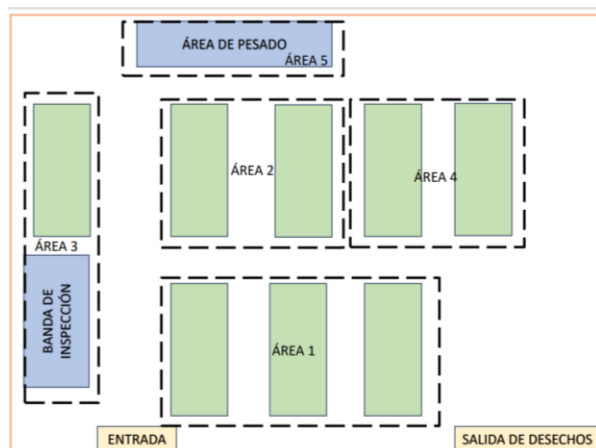 ÁREA DE PESADO
ÁREA 5
ÁREA 2
ÁREA 4
ÁREA 3
BANDA DE
INSPECCIÓN
ÁREA 1
ENTRADA
SALIDA DE DESECHOS